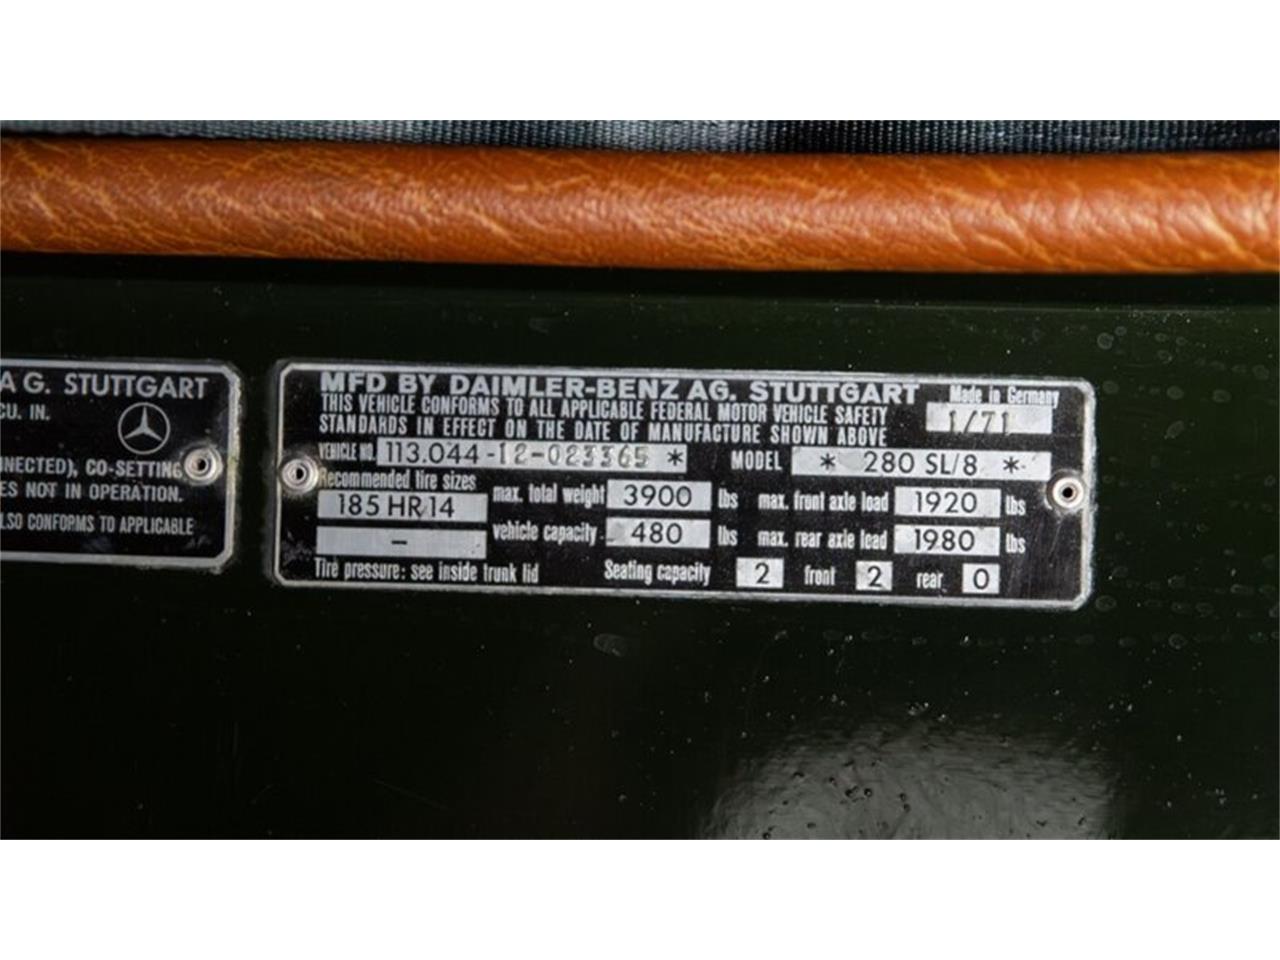 A G. STUTTGART
CU. IN.
NNECTED), CO-SETTING
ES NOT IN OPERATION.
LSO CONFORMS TO APPLICABLE
MFD BY DAIMLER-BENZ AG. STUTTGART
Made in Germany
THIS VEHICLE CONFORMS TO ALL APPLICABLE FEDERAL MOTOR VEHICLE SAFETY
1/71
STANDARDS IN EFFECT ON THE DATE OF MANUFACTURE SHOWN ABOVE
VEHICLE NO. 113.044-12-023365 * MODEL * 280 SL/8 *
Recommended tire sizes
185 HR 14 max. total weight 3900 lbs max. front axle load 1920 lbs
- vehicle capacity 480 lbs max. rear axle load 1980 lbs
Tire pressure: see inside trunk lid Seating capacity 2 front 2 rear 0